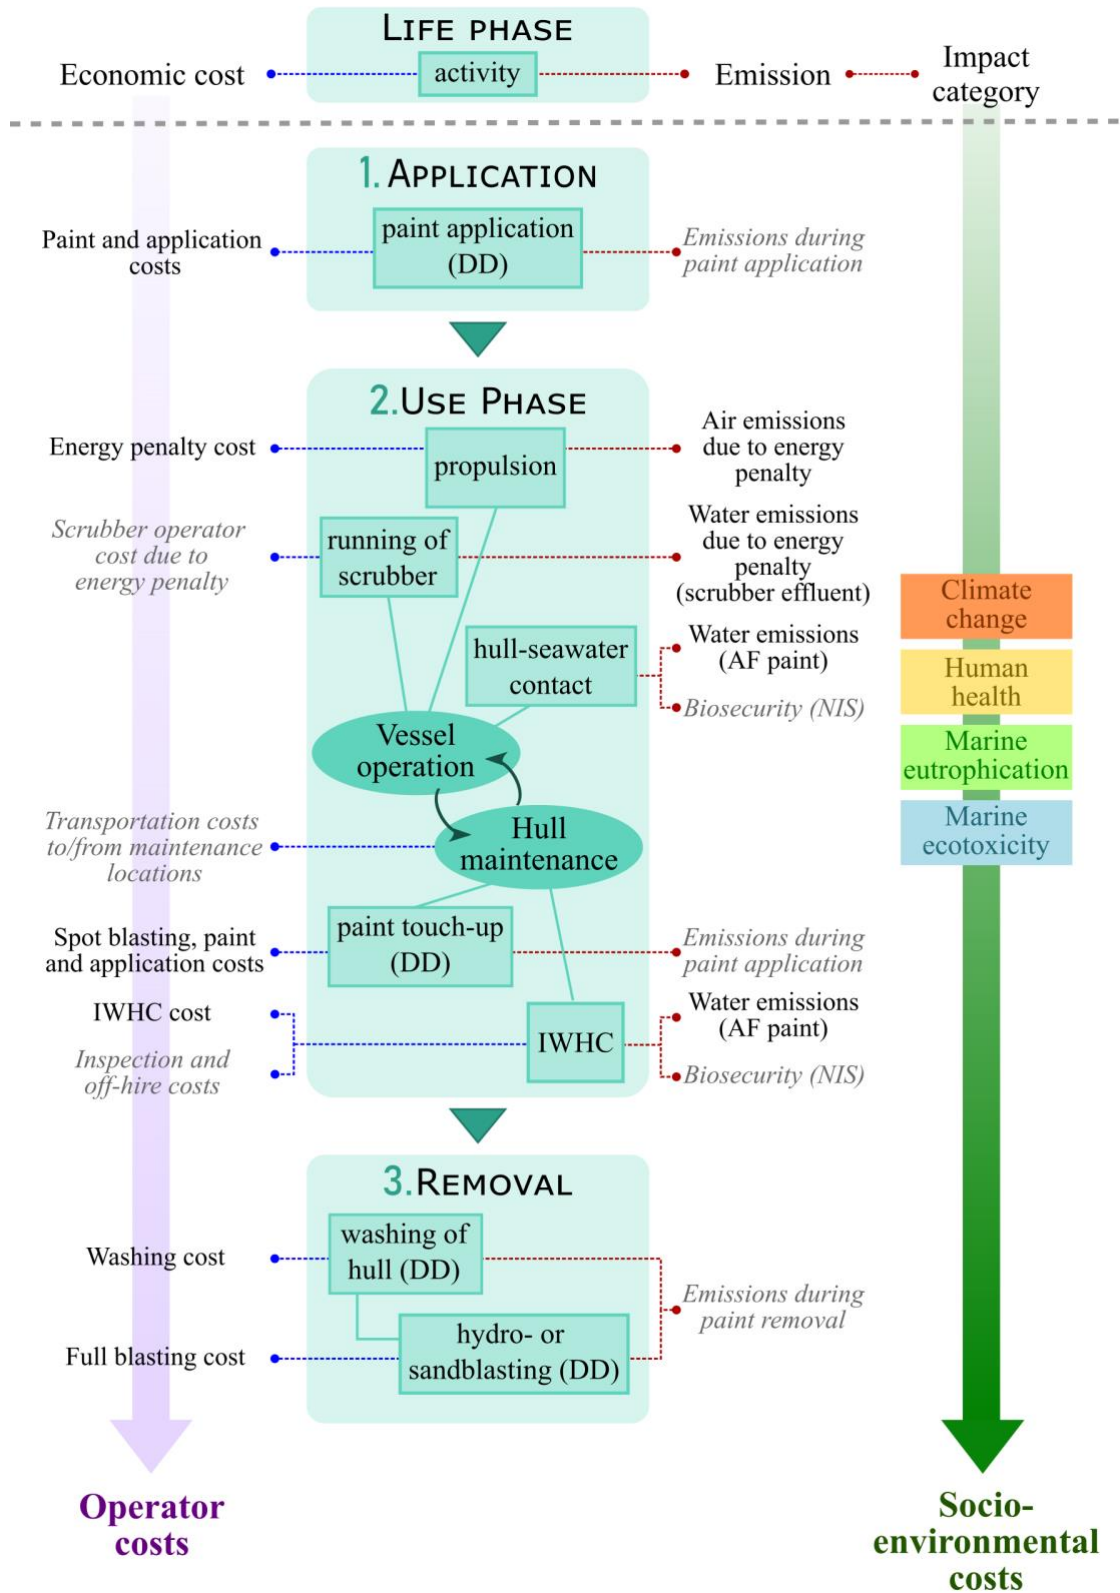 LIFE PHASE
Economic cost
activity
Emission
Impact
category
1. APPLICATION
Paint and application
costs
paint application
(DD)
Emissions during
paint application
2. USE PHASE
Energy penalty cost
propulsion
Air emissions
due to energy
penalty
Scrubber operator
cost due to
energy penalty
running of
scrubber
Water emissions
due to energy
penalty
(scrubber effluent)
hull-seawater
contact
Water emissions
(AF paint)
Biosecurity (NIS)
Climate
change
Human
health
Marine
eutrophication
Marine
ecotoxicity
Vessel
operation
Transportation costs
to/from maintenance
locations
Hull
maintenance
Spot blasting, paint
and application costs
paint touch-up
(DD)
Emissions during
paint application
IWHC cost
Inspection and
off-hire costs
IWHC
Water emissions
(AF paint)
Biosecurity (NIS)
3. REMOVAL
Washing cost
washing of
hull (DD)
Emissions during
paint removal
Full blasting cost
hydro- or
sandblasting (DD)
Operator
costs
Socio-
environmental
costs